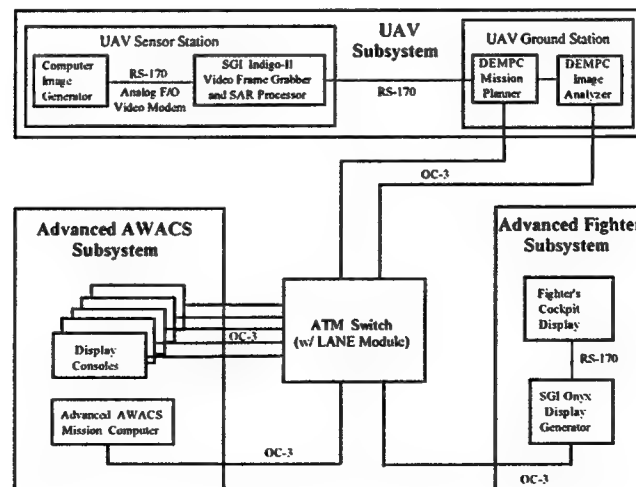 UAV Sensor Station
UAV
Subsystem
UAV Ground Station
Computer
Image
Generator
RS-170
Analog F/O
Video Modem
SGI Indigo-II
Video Frame Grabber
and SAR Processor
RS-170
DEMPC
Mission
Planner
DEMPC
Image
Analyzer
OC-3
Advanced AWACS
Subsystem
Display
Consoles
OC-3
Advanced AWACS
Mission Computer
OC-3
ATM Switch
(w/ LANE Module)
Advanced Fighter
Subsystem
Fighter's
Cockpit
Display
RS-170
SGI Onyx
Display
Generator
OC-3